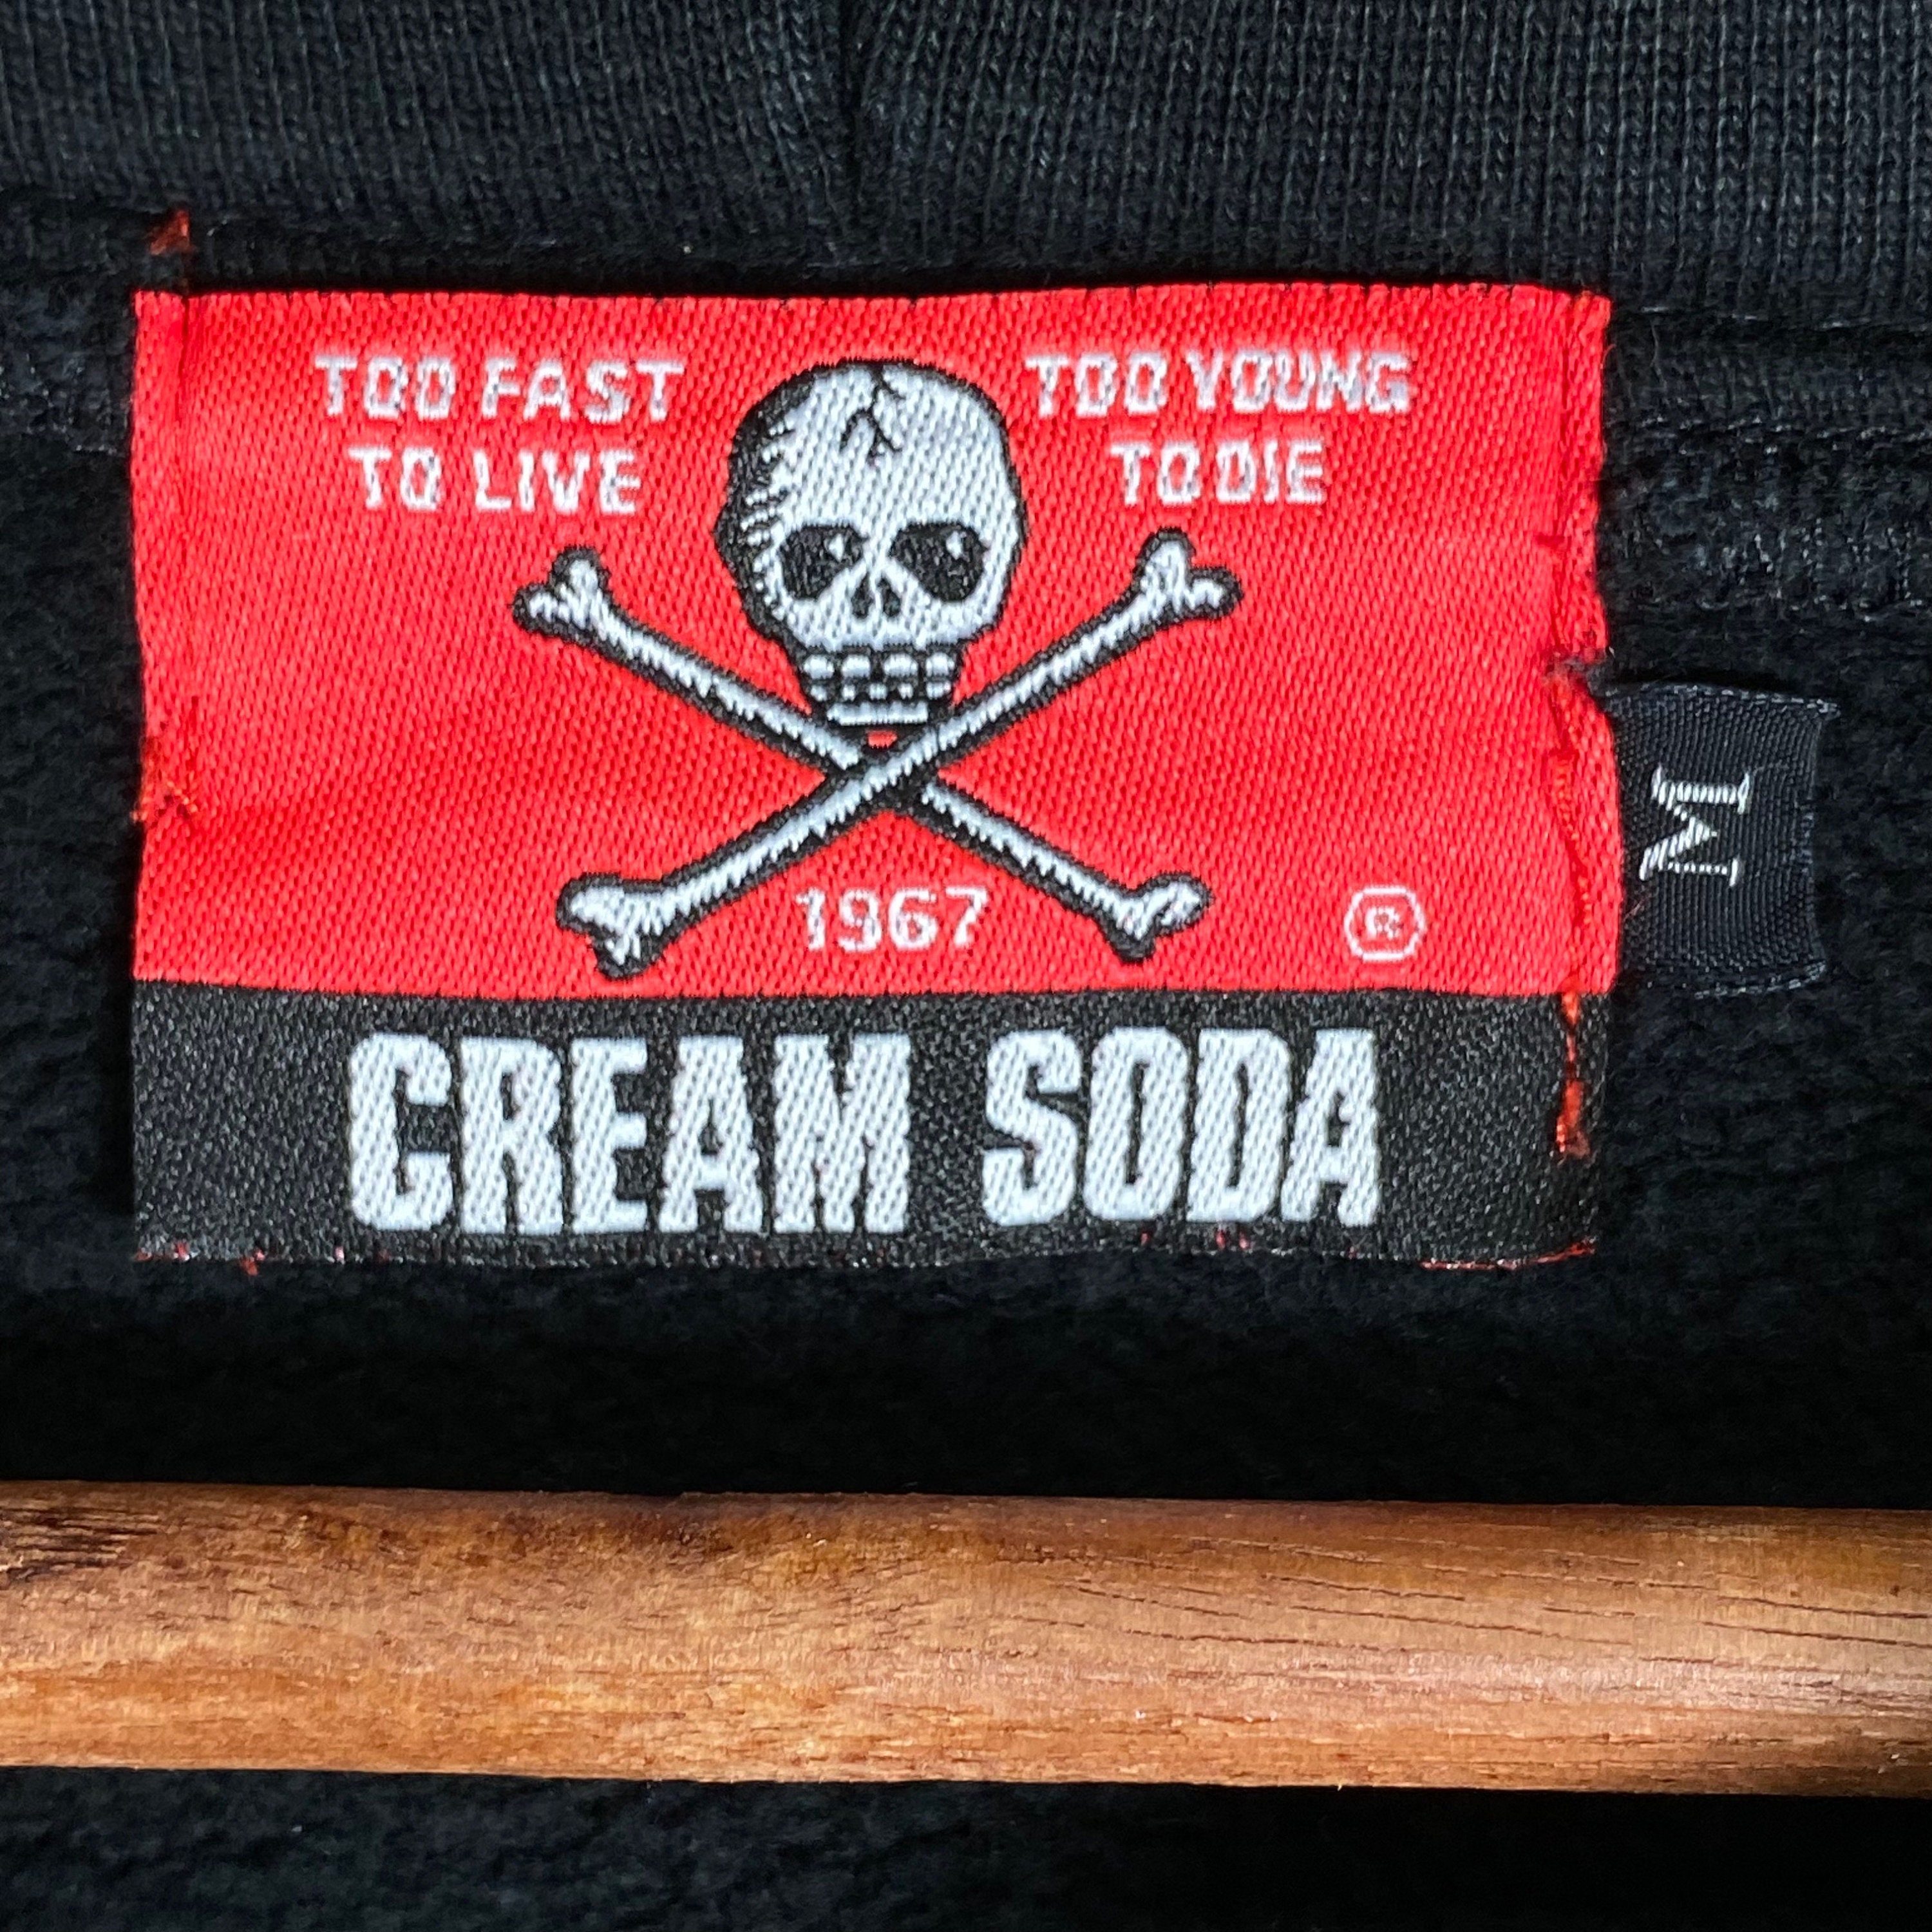 TOO FAST
TO LIVE
TOO YOUNG
TO DIE
1967
®
CREAM SODA
M